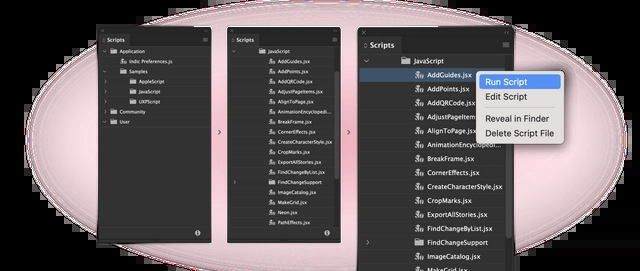 Scripts
Application
Indic Preferences.js
Samples
AppleScript
JavaScript
UXPScript
Community
User
Scripts
JavaScript
AddGuides.jsx
AddPoints.jsx
AddQRCode.jsx
AdjustPageItems.jsx
AlignToPage.jsx
AnimationEncyclopedi...
BreakFrame.jsx
CornerEffects.jsx
CreateCharacterStyle.jsx
CropMarks.jsx
ExportAllStories.jsx
FindChangeByList.jsx
FindChangeSupport
ImageCatalog.jsx
MakeGrid.jsx
Neon.jsx
PathEffects.jsx
Scripts
JavaScript
AddGuides.jsx
AddPoints.jsx
AddQRCode.jsx
AdjustPageItems.jsx
AlignToPage.jsx
AnimationEncyclopedi...
BreakFrame.jsx
CornerEffects.jsx
CreateCharacterStyle.jsx
CropMarks.jsx
ExportAllStories.jsx
FindChangeByList.jsx
FindChangeSupport
ImageCatalog.jsx
MakeGrid.jsx
Run Script
Edit Script
Reveal in Finder
Delete Script File